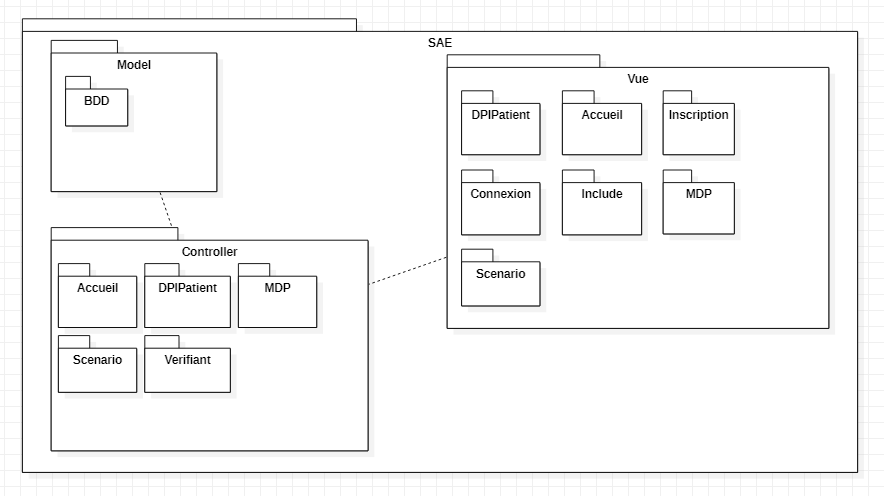 SAE
Model
BDD
Vue
DPIPatient
Accueil
Inscription
Connexion
Include
MDP
Scenario
Controller
Accueil
DPIPatient
MDP
Scenario
Verifiant